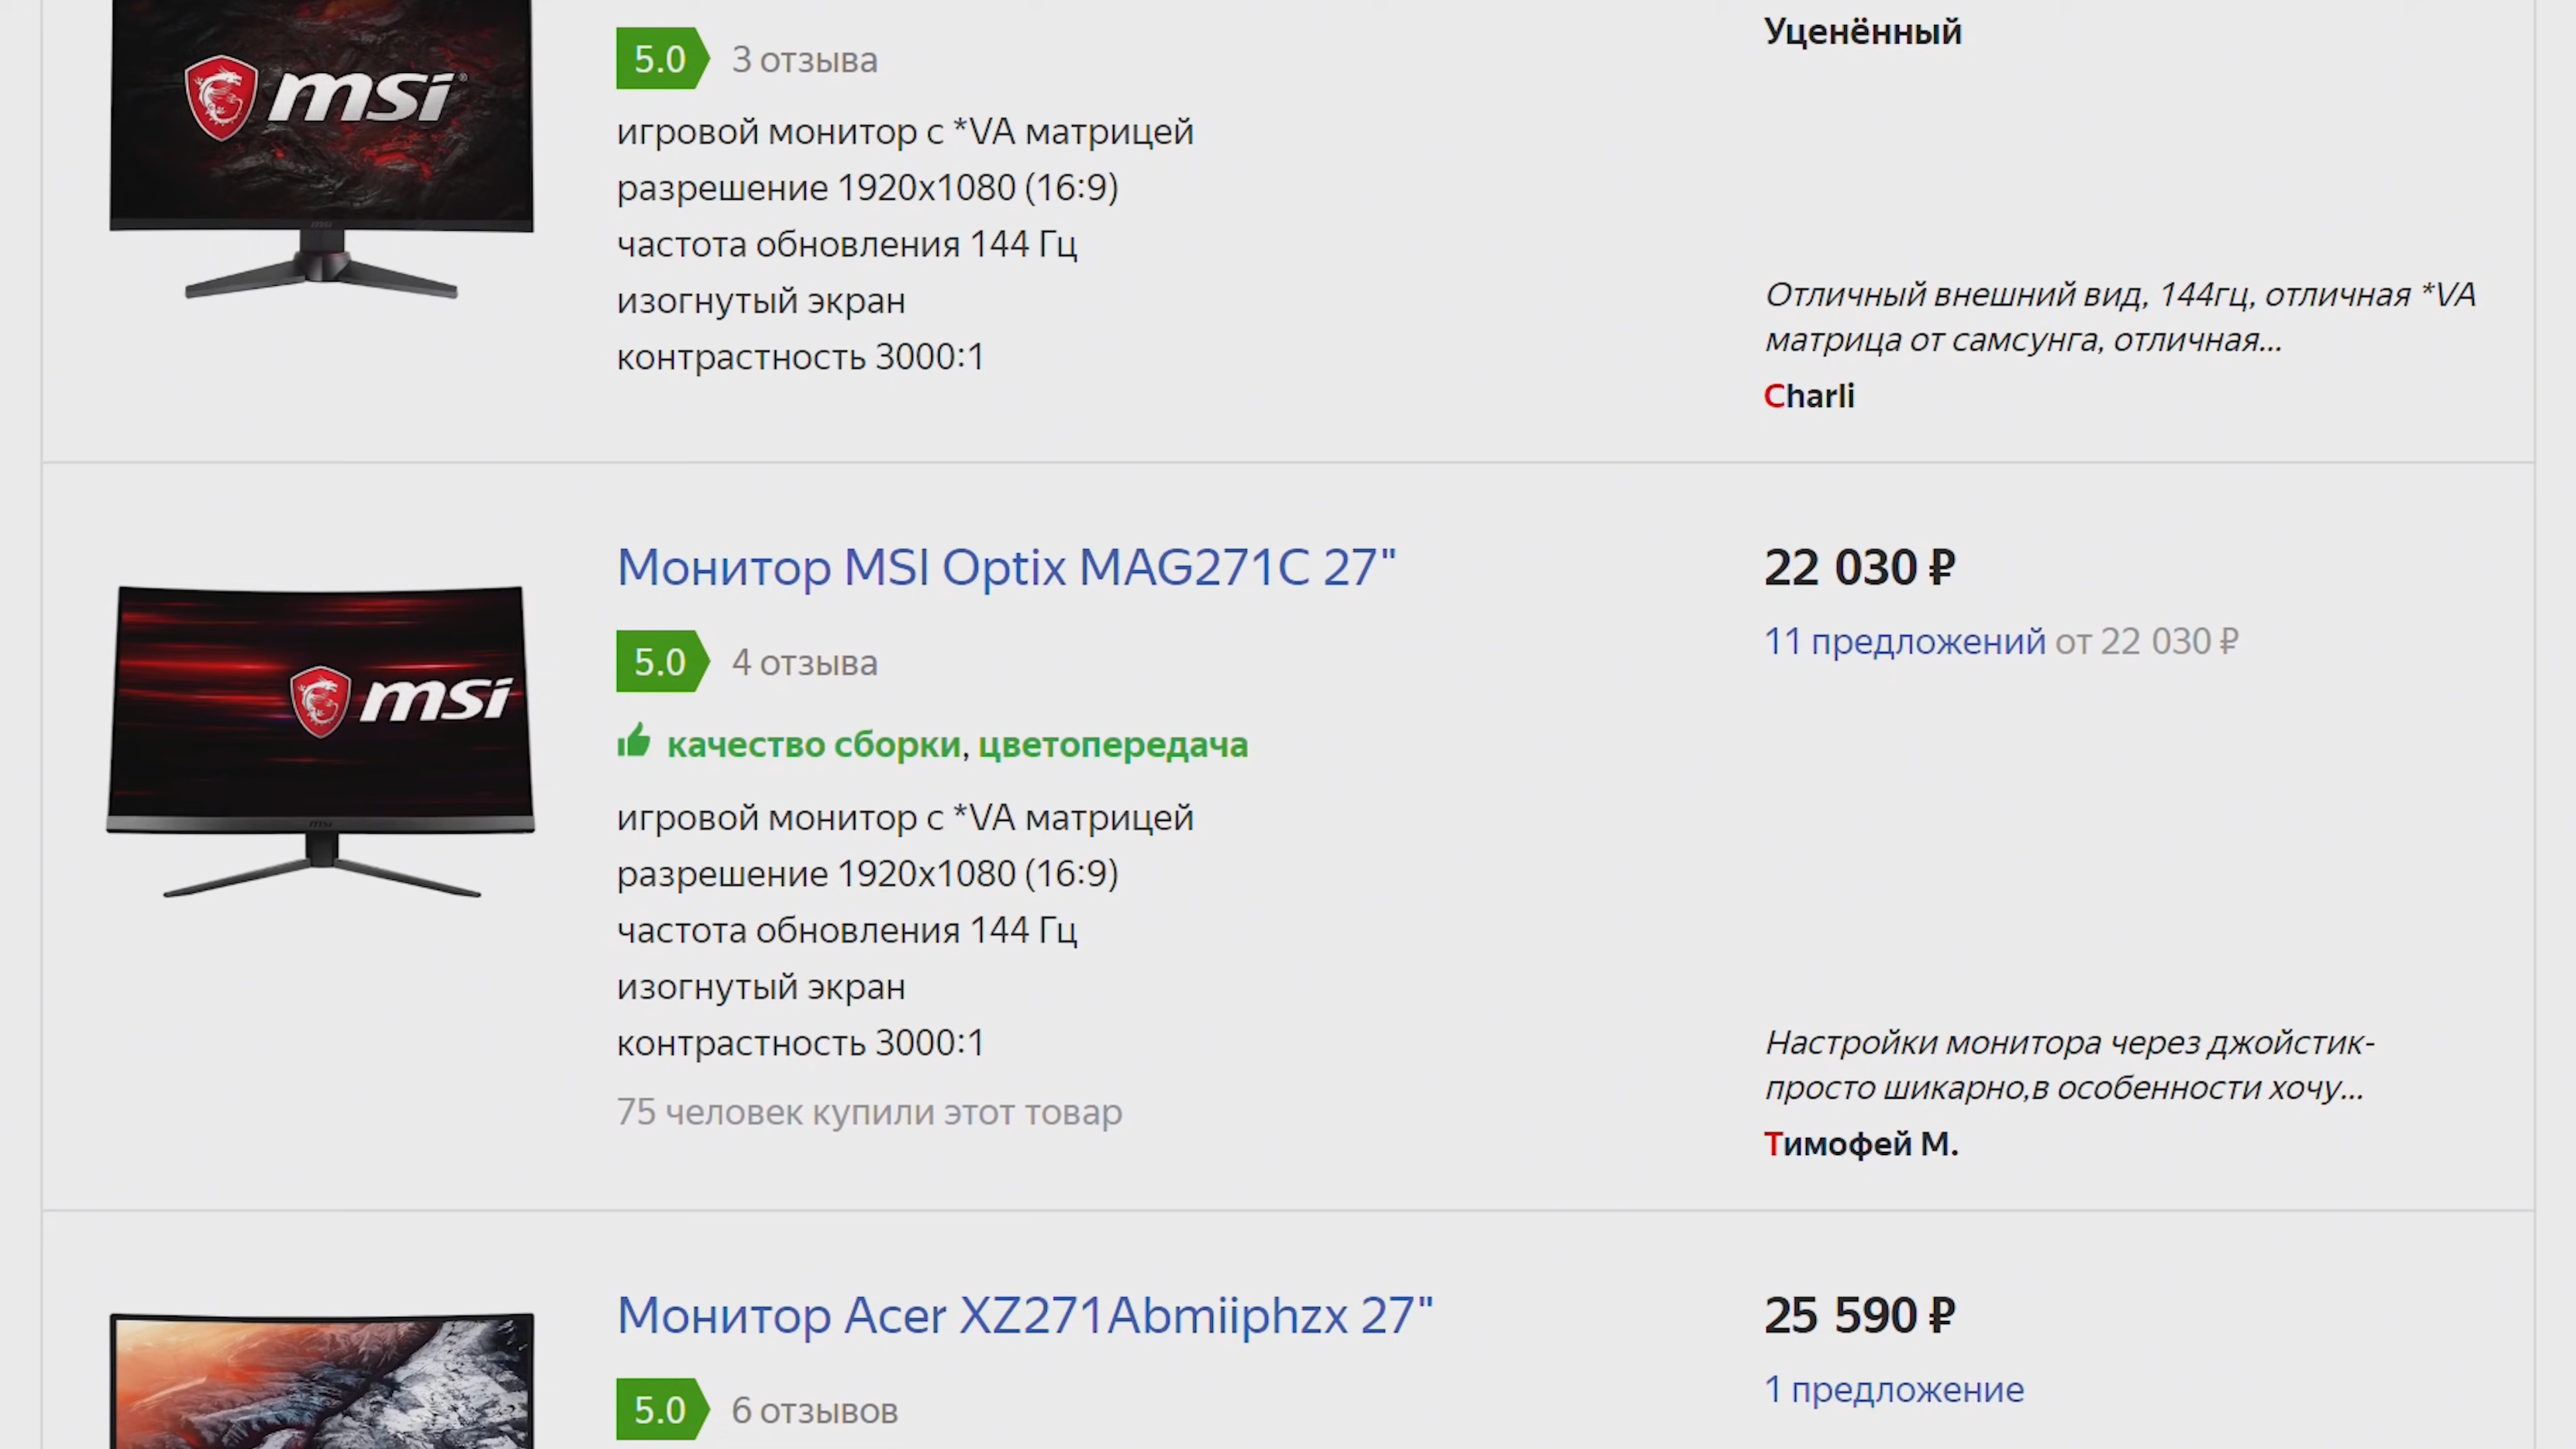 msi
5.0 3 отзыва
игровой монитор с *VA матрицей
разрешение 1920x1080 (16:9)
частота обновления 144 Гц
изогнутый экран
контрастность 3000:1
Уценённый
Отличный внешний вид, 144гц, отличная *VA
матрица от самсунга, отличная...
Charli
msi
Монитор MSI Optix MAG271C 27"
5.0 4 отзыва
качество сборки, цветопередача
игровой монитор с *VA матрицей
разрешение 1920x1080 (16:9)
частота обновления 144 Гц
изогнутый экран
контрастность 3000:1
75 человек купили этот товар
22 030 ₽
11 предложений от 22 030 ₽
Настройки монитора через джойстик-
просто шикарно,в особенности хочу...
Тимофей М.
Монитор Acer XZ271Abmiiphzx 27"
5.0 6 отзывов
25 590 ₽
1 предложение